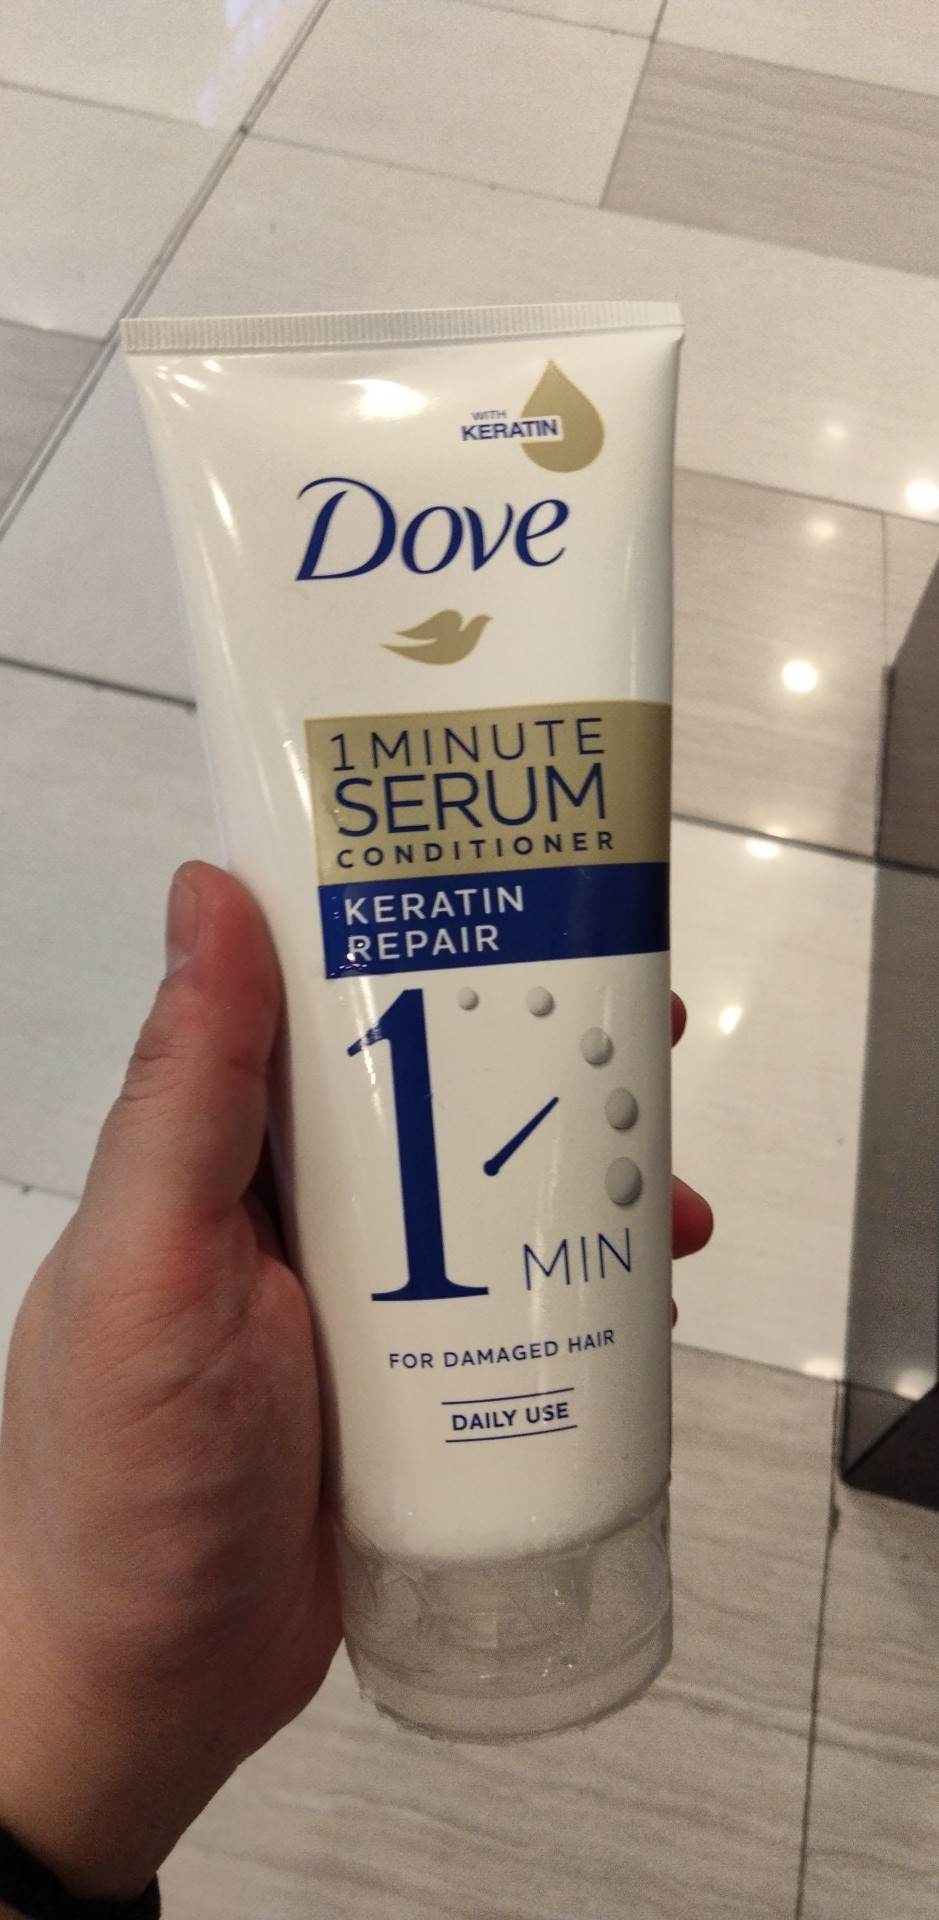 WITH
KERATIN
Dove
1 MINUTE
SERUM
CONDITIONER
KERATIN
REPAIR
1 MIN
FOR DAMAGED HAIR
DAILY USE